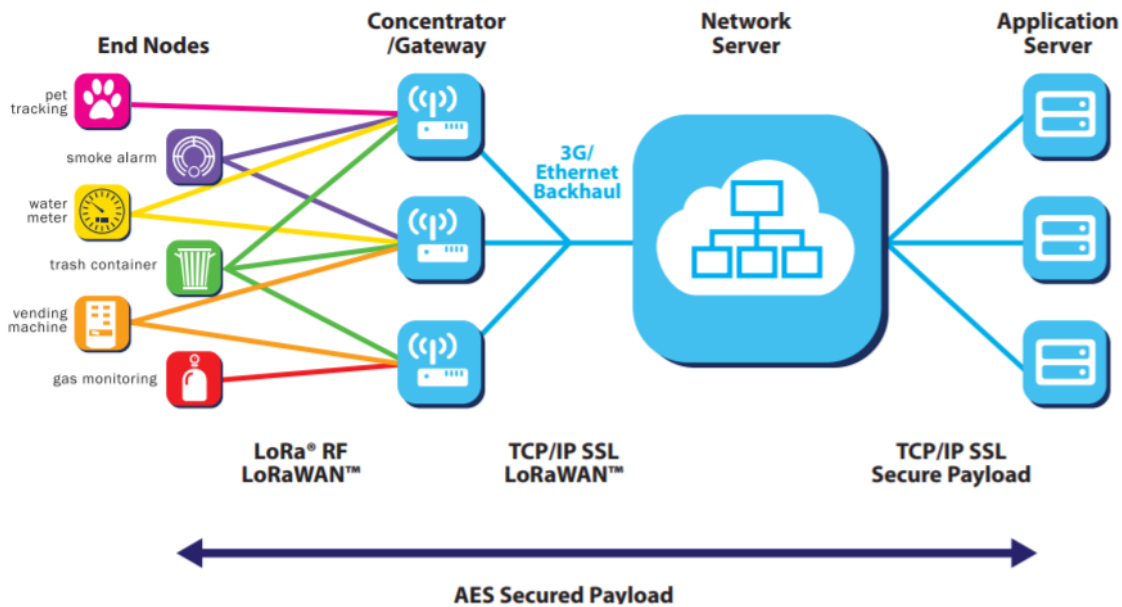 End Nodes
Concentrator
/Gateway
Network
Server
Application
Server
pet
tracking
smoke alarm
water
meter
trash container
vending
machine
gas monitoring
3G/
Ethernet
Backhaul
LoRa® RF
LoRaWAN™
TCP/IP SSL
LoRaWAN™
TCP/IP SSL
Secure Payload
AES Secured Payload